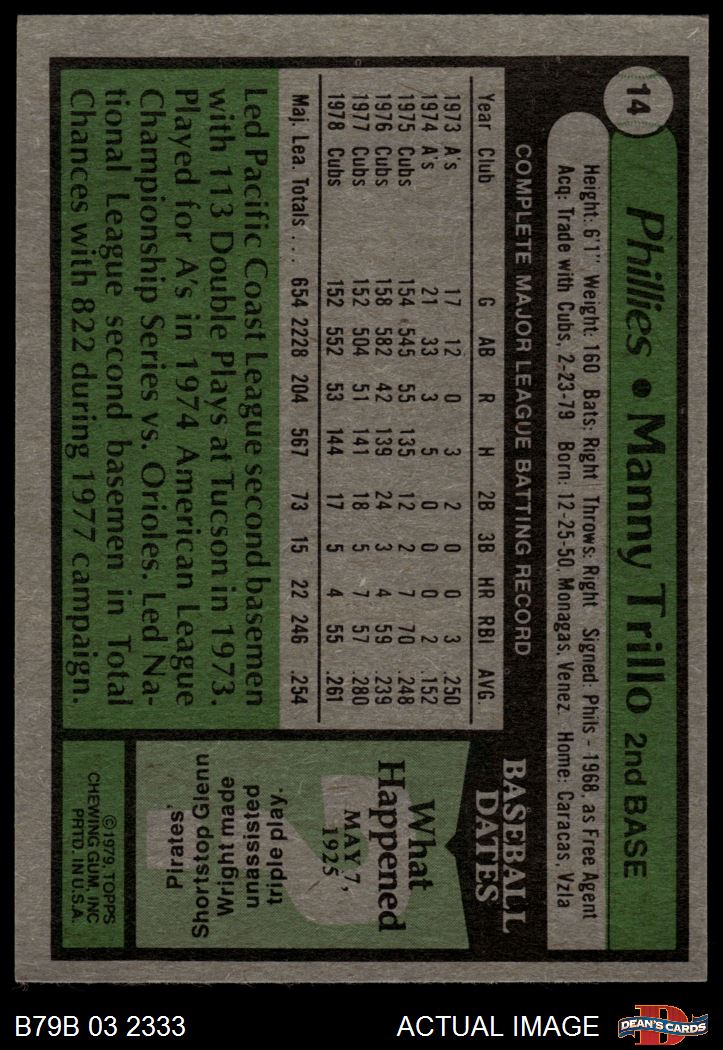 14
Phillies • Manny Trillo 2nd BASE
Height: 6'1" Weight: 160 Bats: Right Throws: Right Signed: Phils - 1968, as Free Agent
Acq: Trade with Cubs, 2-23-79 Born: 12-25-50, Monagas, Venez. Home: Caracas, Vzla
COMPLETE MAJOR LEAGUE BATTING RECORD
Year Club G AB R H 2B 3B HR RBI AVG.
1973 A's 17 12 0 3 2 0 0 3 .250
1974 A's 21 33 3 5 0 0 0 2 .152
1975 Cubs 154 545 55 135 12 2 7 70 .248
1976 Cubs 158 582 42 139 24 3 4 59 .239
1977 Cubs 152 504 51 141 18 5 7 57 .280
1978 Cubs 152 552 53 144 17 5 4 55 .261
Maj. Lea. Totals . . . 654 2228 204 567 73 15 22 246 .254
Led Pacific Coast League second basemen
with 113 Double Plays at Tucson in 1973.
Played for A's in 1974 American League
Championship Series vs. Orioles. Led Na-
tional League second basemen in Total
Chances with 822 during 1977 campaign.
BASEBALL
DATES
What
Happened
MAY 7,
1925
Pirates'
Shortstop Glenn
Wright made
unassisted
triple play.
©1979, TOPPS
CHEWING GUM, INC
PRTD. IN U.S.A.
B79B 03 2333
ACTUAL IMAGE
D
DEAN'S CARDS